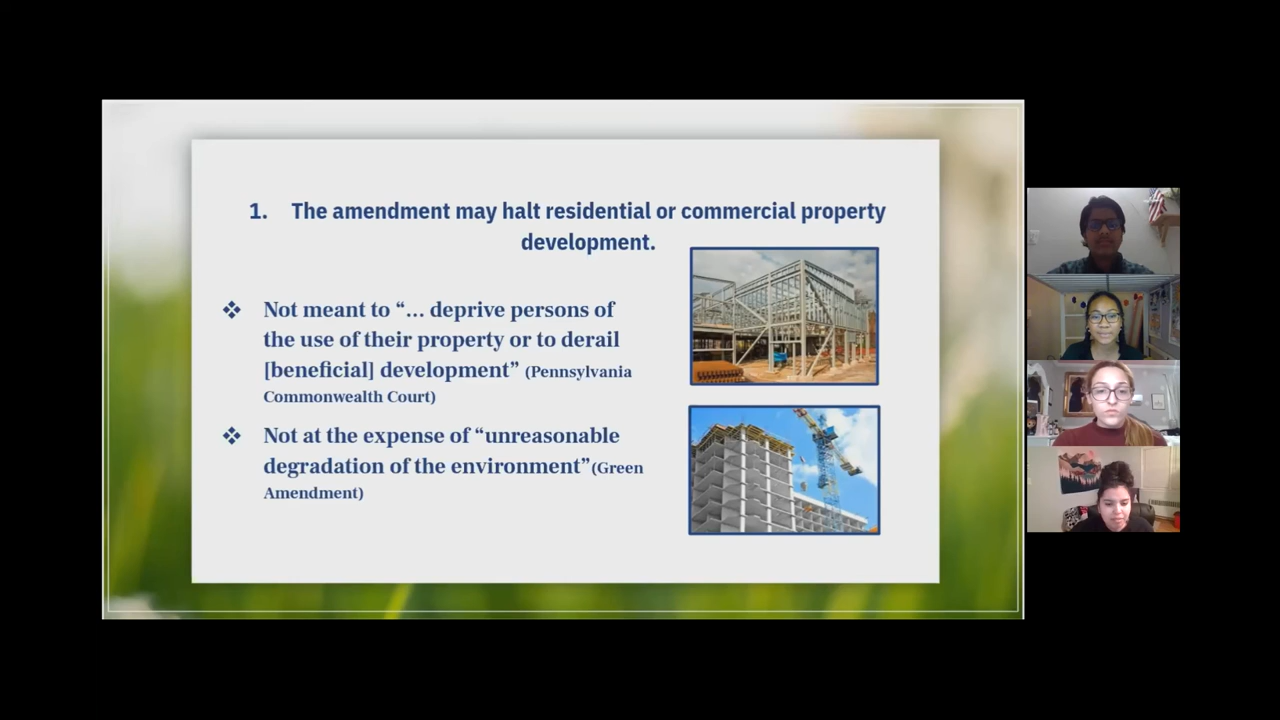 1. The amendment may halt residential or commercial property
development.
❖ Not meant to “... deprive persons of
the use of their property or to derail
[beneficial] development” (Pennsylvania
Commonwealth Court)
❖ Not at the expense of “unreasonable
degradation of the environment”(Green
Amendment)